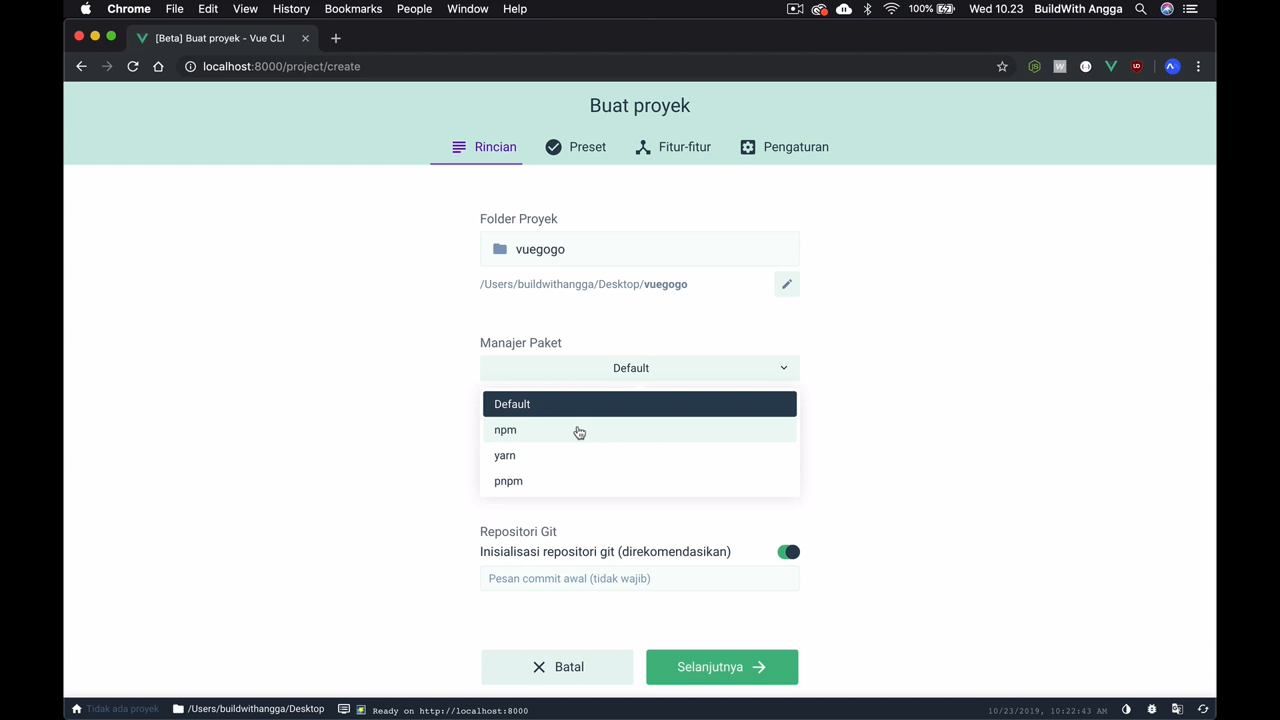 Chrome File Edit View History Bookmarks People Window Help 100% Wed 10.23 BuildWith Angga
[Beta] Buat proyek - Vue CLI
localhost:8000/project/create
Buat proyek
Rincian Preset Fitur-fitur Pengaturan
Folder Proyek
vuegogo
/Users/buildwithangga/Desktop/vuegogo
Manajer Paket
Default
Default
npm
yarn
pnpm
Repositori Git
Inisialisasi repositori git (direkomendasikan)
Pesan commit awal (tidak wajib)
Batal Selanjutnya
Tidak ada proyek /Users/buildwithangga/Desktop Ready on http://localhost:8000 10/23/2019, 10:22:43 AM